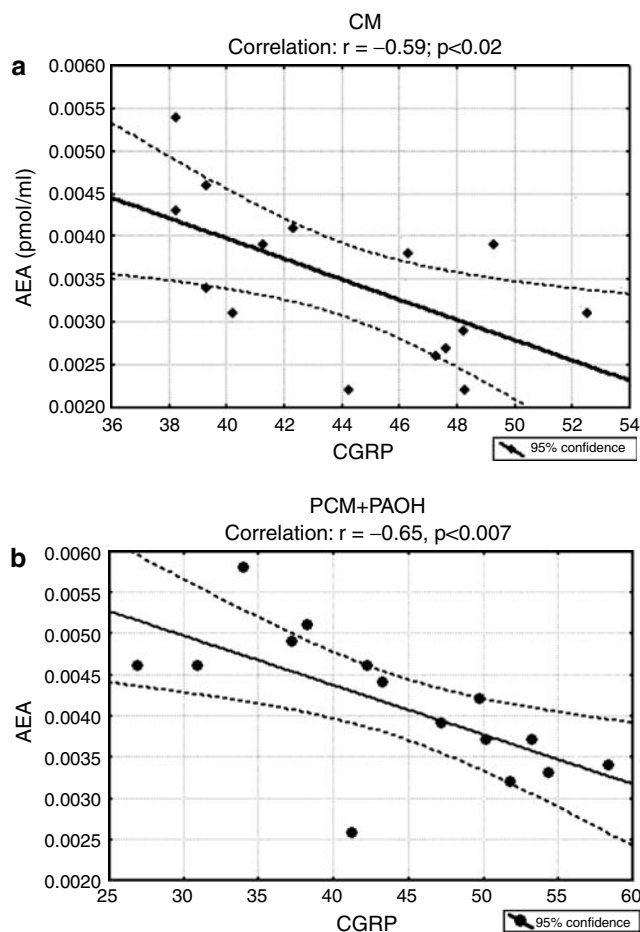 CM
Correlation: r = −0.59; p<0.02
a
0.0060
0.0055
0.0050
0.0045
0.0040
0.0035
0.0030
0.0025
0.0020
AEA (pmol/ml)
36 38 40 42 44 46 48 50 52 54
CGRP
95% confidence
PCM+PAOH
Correlation: r = −0.65, p<0.007
b
0.0060
0.0055
0.0050
0.0045
0.0040
0.0035
0.0030
0.0025
0.0020
AEA
25 30 35 40 45 50 55 60
CGRP
95% confidence